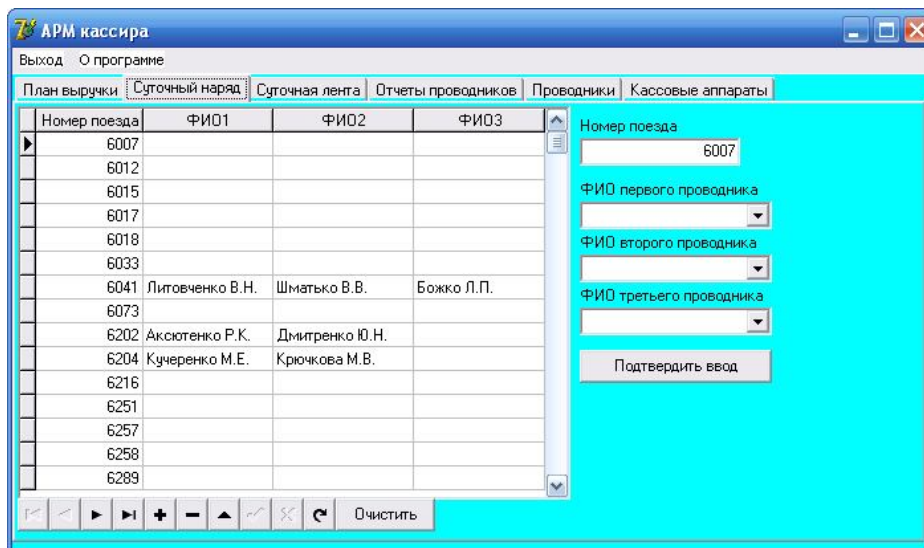 АРМ кассира
Выход О программе
План выручки Суточный наряд Суточная лента Отчеты проводников Проводники Кассовые аппараты
Номер поезда ФИО1 ФИО2 ФИО3
6007
6012
6015
6017
6018
6033
6041 Литовченко В.Н. Шматько В.В. Божко Л.П.
6073
6202 Аксютенко Р.К. Дмитренко Ю.Н.
6204 Кучеренко М.Е. Крючкова М.В.
6216
6251
6257
6258
6289
Очистить
Номер поезда
6007
ФИО первого проводника
ФИО второго проводника
ФИО третьего проводника
Подтвердить ввод